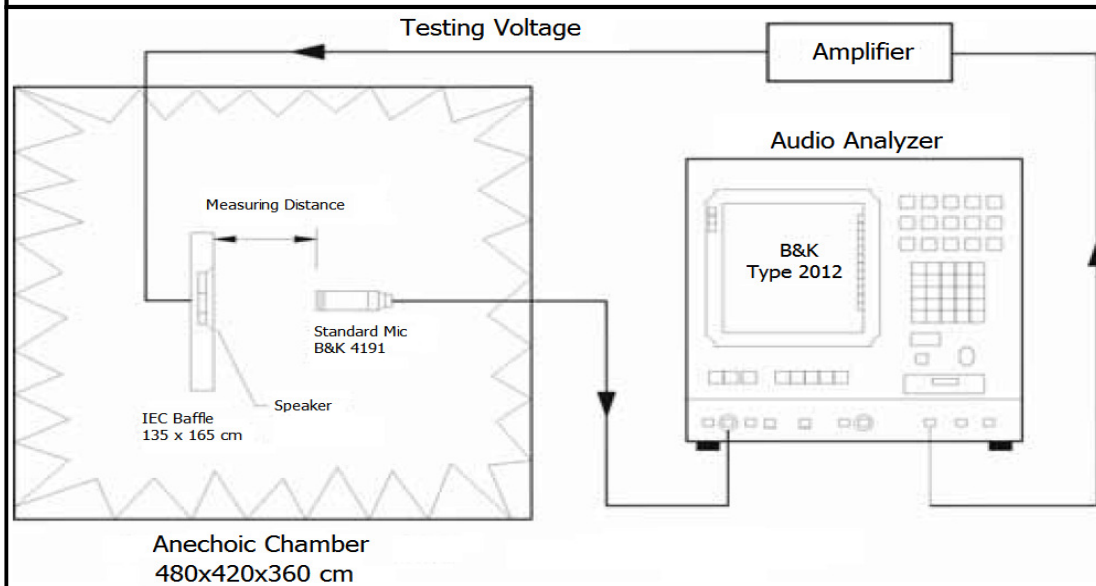 Testing Voltage
Amplifier
Audio Analyzer
Measuring Distance
B&K
Type 2012
Standard Mic
B&K 4191
Speaker
IEC Baffle
135 x 165 cm
Anechoic Chamber
480x420x360 cm